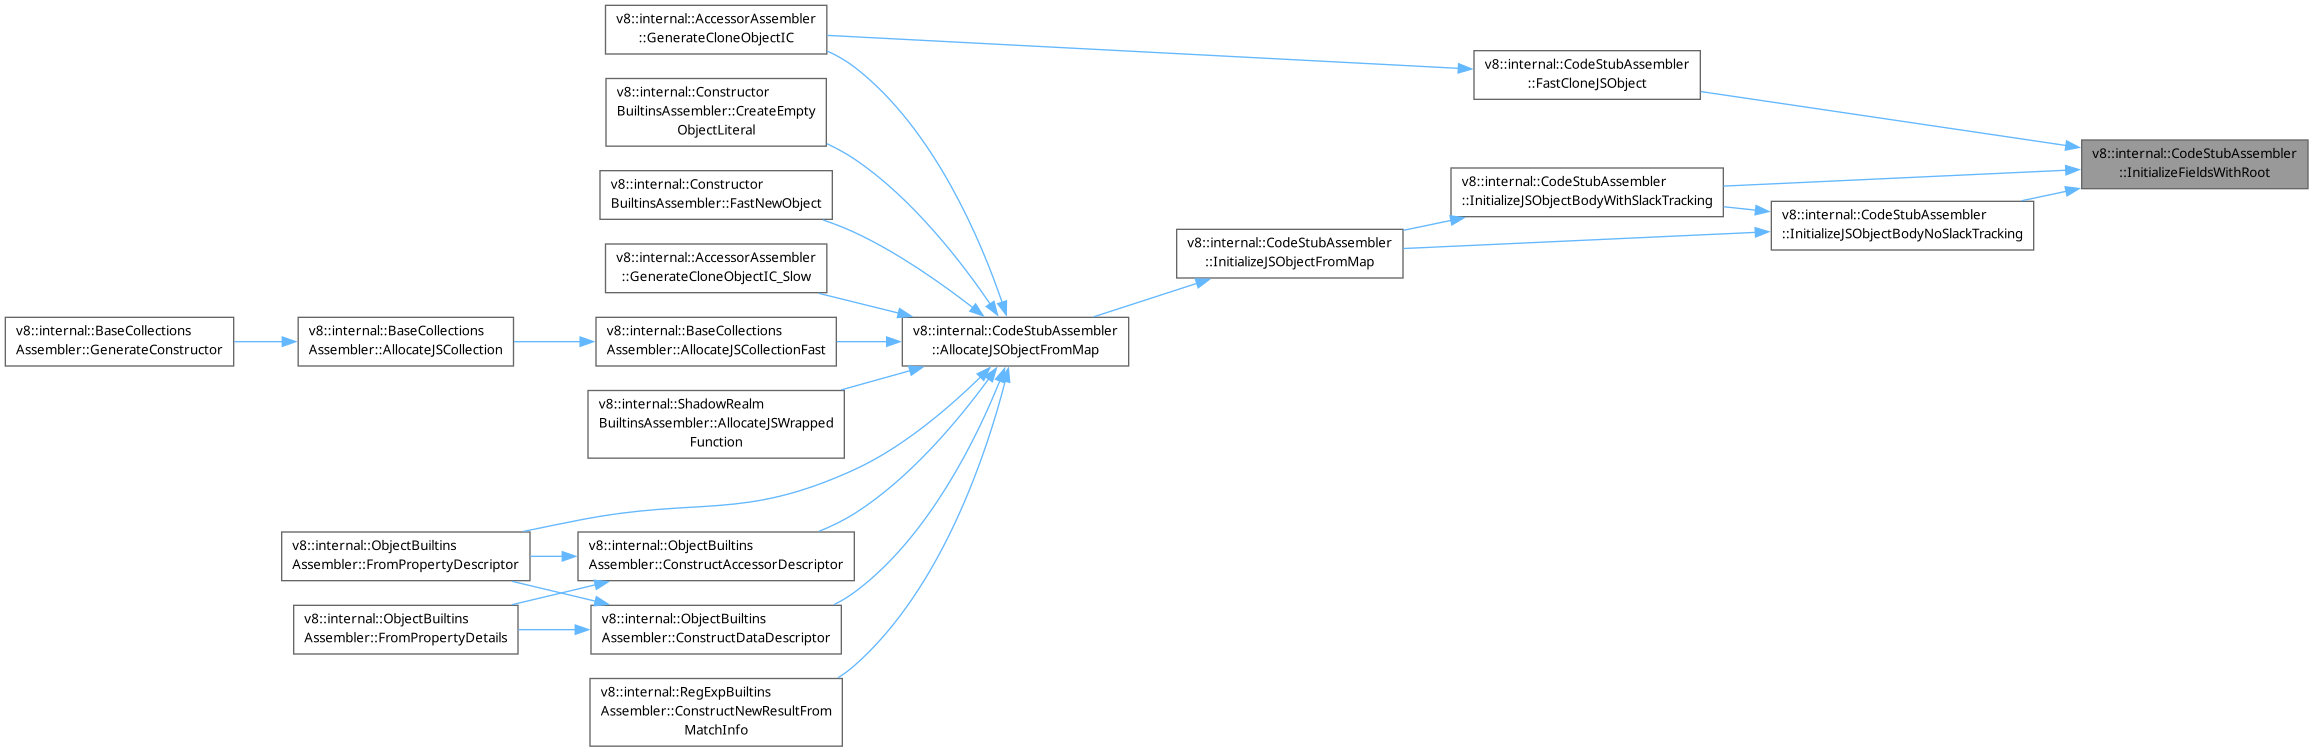 v8::internal::AccessorAssembler
::GenerateCloneObjectIC
v8::internal::CodeStubAssembler
::FastCloneJSObject
v8::internal::Constructor
BuiltinsAssembler::CreateEmpty
ObjectLiteral
v8::internal::CodeStubAssembler
::InitializeFieldsWithRoot
v8::internal::Constructor
BuiltinsAssembler::FastNewObject
v8::internal::CodeStubAssembler
::InitializeJSObjectBodyWithSlackTracking
v8::internal::CodeStubAssembler
::InitializeJSObjectBodyNoSlackTracking
v8::internal::CodeStubAssembler
::InitializeJSObjectFromMap
v8::internal::AccessorAssembler
::GenerateCloneObjectIC_Slow
v8::internal::BaseCollections
Assembler::GenerateConstructor
v8::internal::BaseCollections
Assembler::AllocateJSCollection
v8::internal::BaseCollections
Assembler::AllocateJSCollectionFast
v8::internal::CodeStubAssembler
::AllocateJSObjectFromMap
v8::internal::ShadowRealm
BuiltinsAssembler::AllocateJSWrapped
Function
v8::internal::ObjectBuiltins
Assembler::FromPropertyDescriptor
v8::internal::ObjectBuiltins
Assembler::ConstructAccessorDescriptor
v8::internal::ObjectBuiltins
Assembler::FromPropertyDetails
v8::internal::ObjectBuiltins
Assembler::ConstructDataDescriptor
v8::internal::RegExpBuiltins
Assembler::ConstructNewResultFrom
MatchInfo